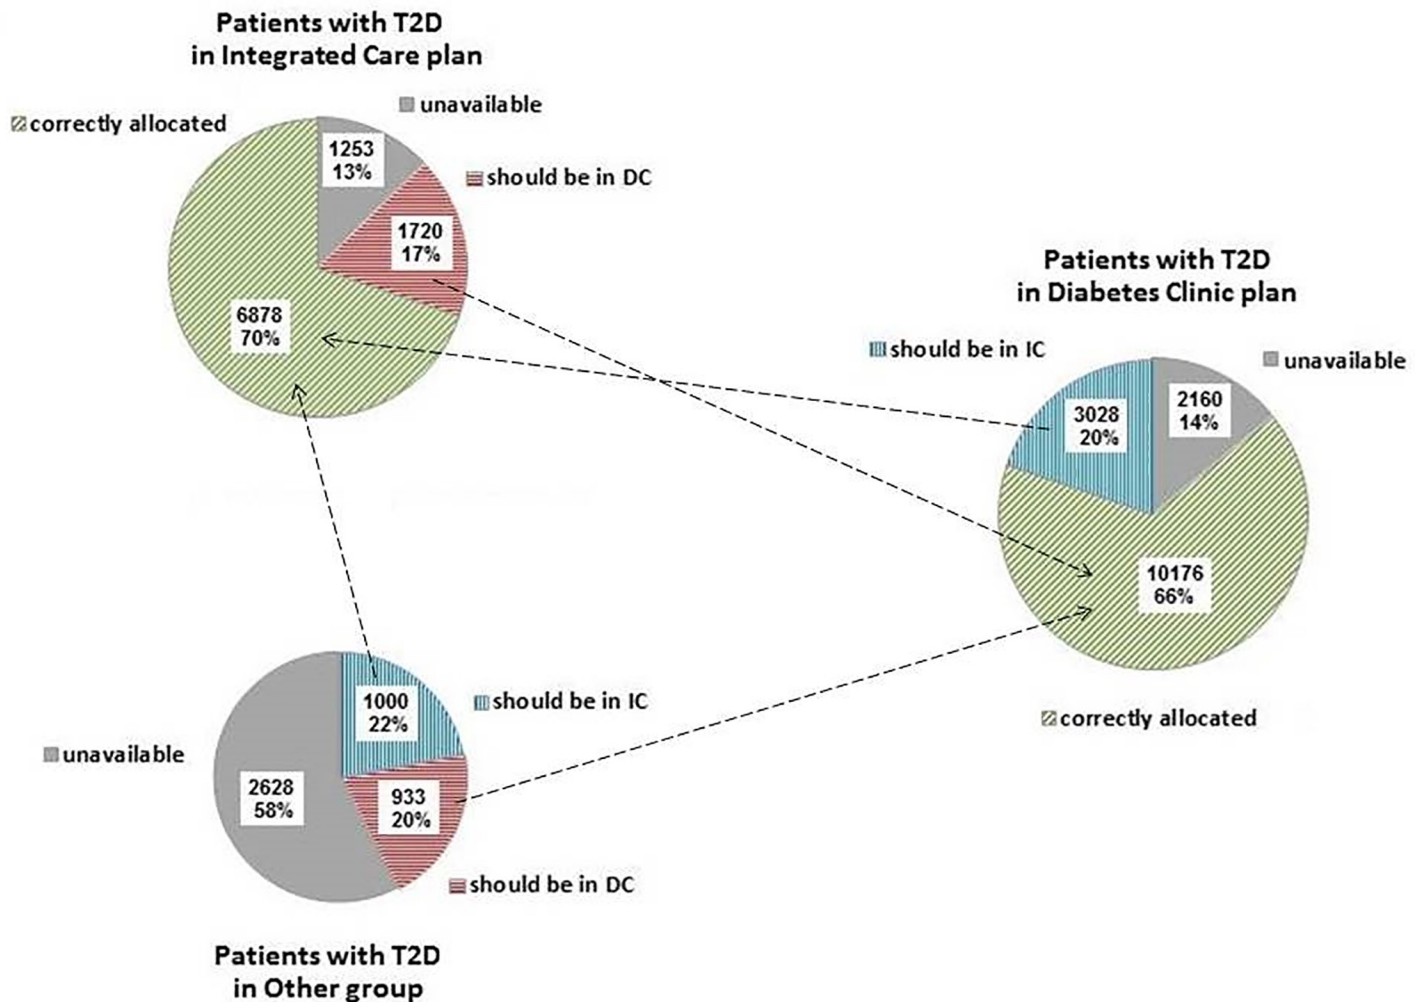 Patients with T2D
in Integrated Care plan
unavailable
correctly allocated
1253
13%
should be in DC
1720
17%
6878
70%
Patients with T2D
in Diabetes Clinic plan
should be in IC
unavailable
3028
20%
2160
14%
10176
66%
correctly allocated
1000
22%
should be in IC
unavailable
2628
58%
933
20%
should be in DC
Patients with T2D
in Other group